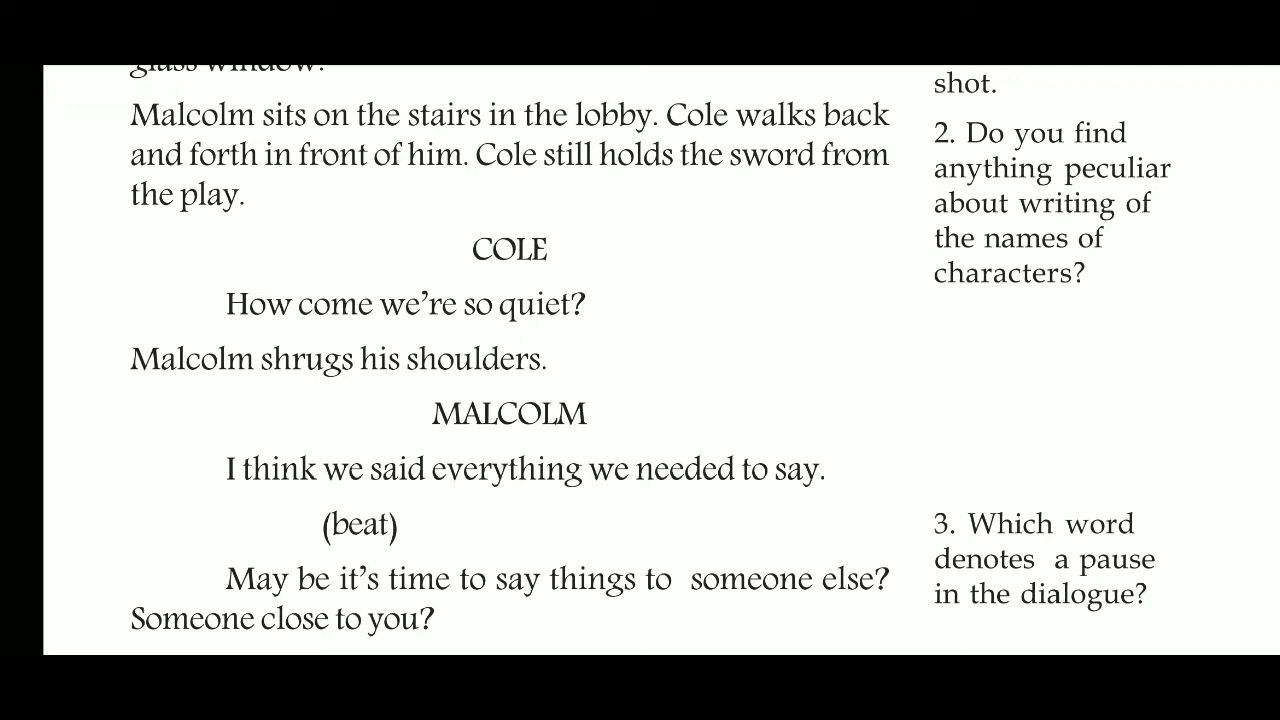 glass window.
Malcolm sits on the stairs in the lobby. Cole walks back
and forth in front of him. Cole still holds the sword from
the play.
COLE
How come we're so quiet?
Malcolm shrugs his shoulders.
MALCOLM
I think we said everything we needed to say.
(beat)
May be it's time to say things to someone else?
Someone close to you?
shot.
2. Do you find
anything peculiar
about writing of
the names of
characters?
3. Which word
denotes a pause
in the dialogue?